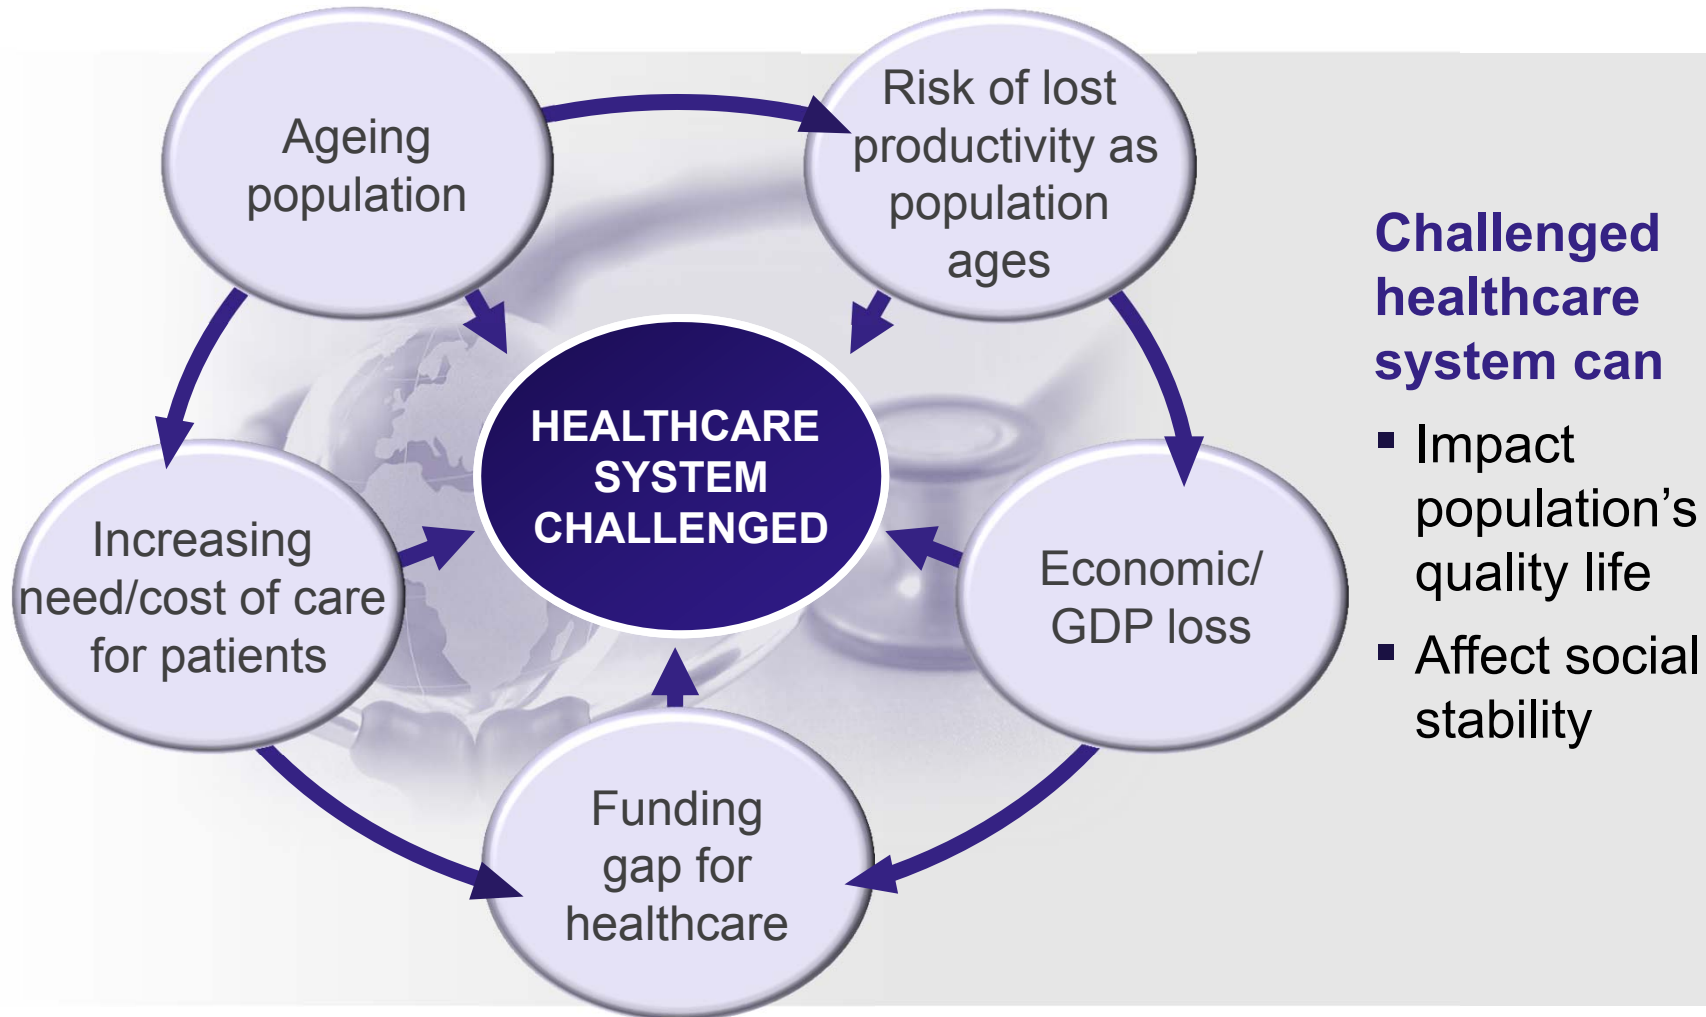 Ageing
population
Risk of lost
productivity as
population
ages
HEALTHCARE
SYSTEM
CHALLENGED
Increasing
need/cost of care
for patients
Economic/
GDP loss
Funding
gap for
healthcare
Challenged
healthcare
system can
▪ Impact
population’s
quality life
▪ Affect social
stability